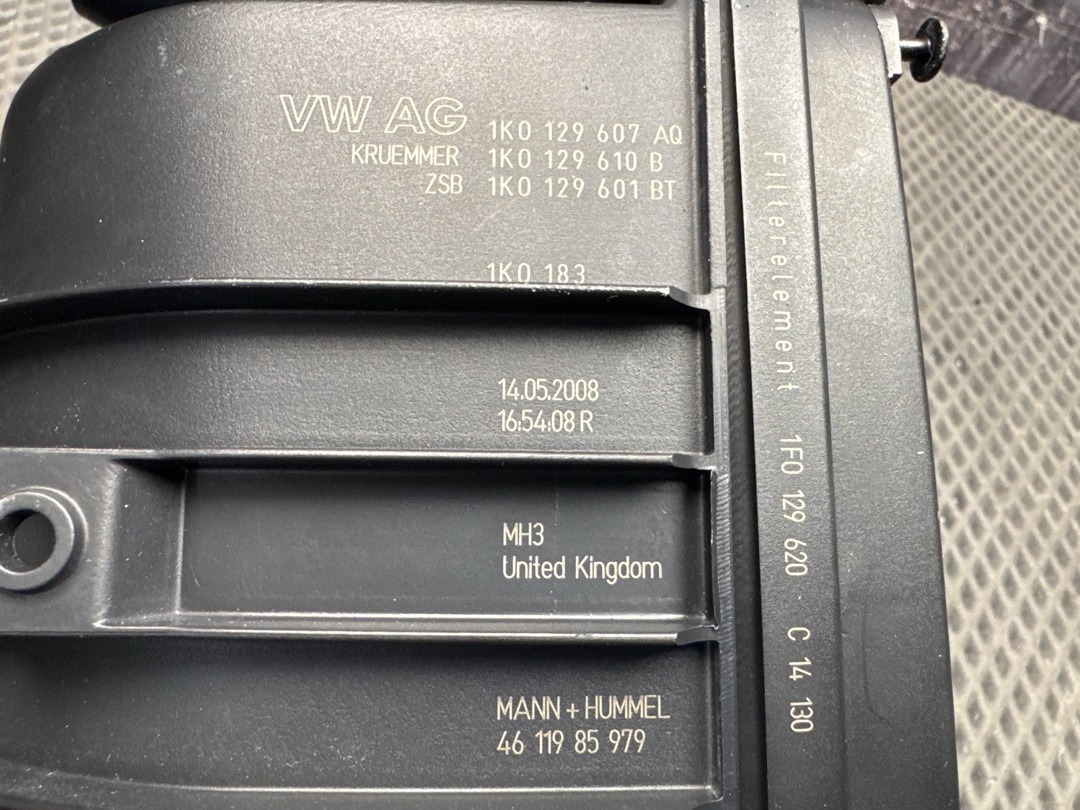 VW AG 1K0 129 607 AQ
KRUEMMER 1K0 129 610 B
ZSB 1K0 129 601 BT
1K0 183
14.05.2008
16:54:08 R
MH3
United Kingdom
MANN + HUMMEL
46 119 85 979
Filterelement 1F0 129 620 C 14 130